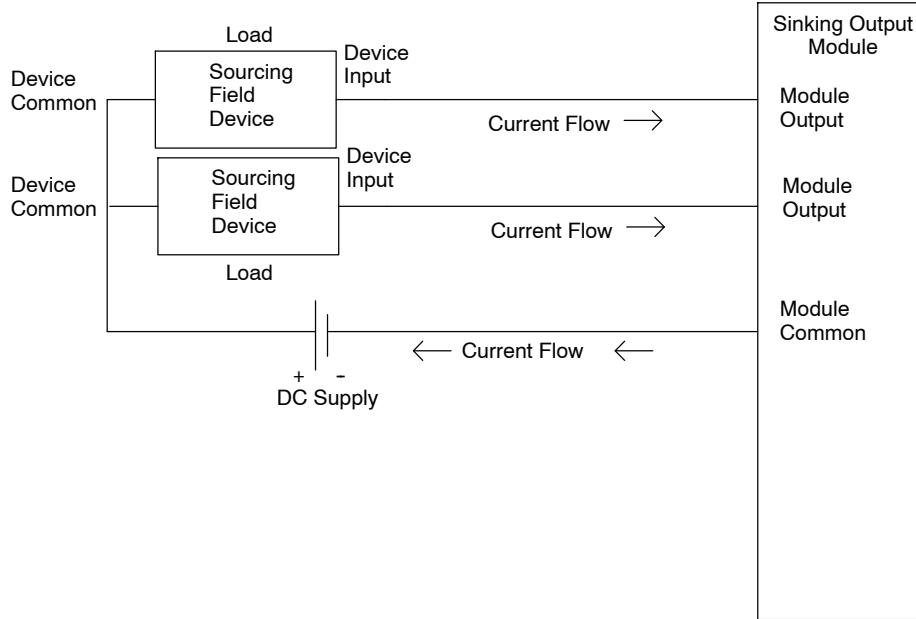 Sinking Output
Module
Load
Device
Common
Sourcing
Field
Device
Device
Input
Current Flow
Module
Output
Device
Common
Sourcing
Field
Device
Device
Input
Current Flow
Module
Output
Load
Module
Common
Current Flow
+ -
DC Supply